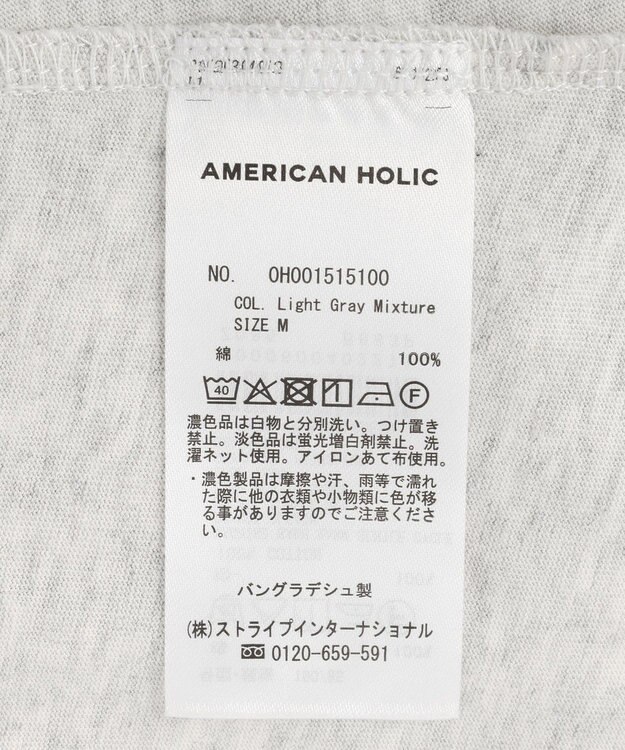 AMERICAN HOLIC
NO. 0H001515100
COL. Light Gray Mixture
SIZE M
綿 100%
40 F
濃色品は白物と分別洗い。つけ置き
禁止。淡色品は蛍光増白剤禁止。洗
濯ネット使用。アイロンあて布使用。
・濃色製品は摩擦や汗、雨等で濡れ
た際に他の衣類や小物類に色が移
る事がありますのでご注意くださ
い。
バングラデシュ製
(株)ストライプインターナショナル
0120-659-591